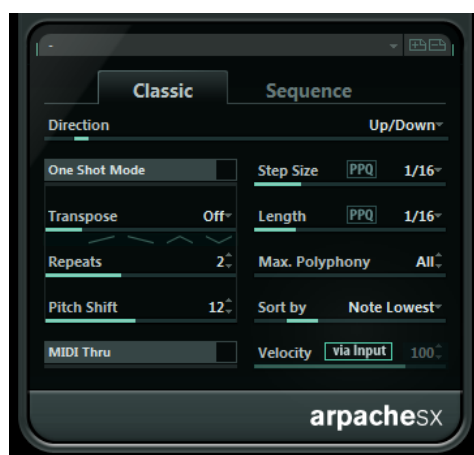 -
Classic Sequence
Direction Up/Down
One Shot Mode Step Size PPQ 1/16
Transpose Off Length PPQ 1/16
Repeats 2 Max. Polyphony All
Pitch Shift 12 Sort by Note Lowest
MIDI Thru Velocity via Input 100
arpacheSX